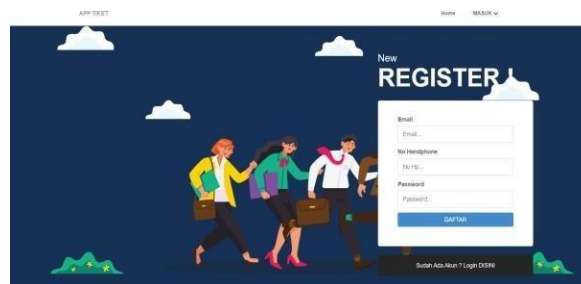 APP TIKET
Home MASUK
New
REGISTER !
Email
Email...
No Handphone
No Hp...
Password
Password...
DAFTAR
Sudah Ada Akun ? Login DISINI